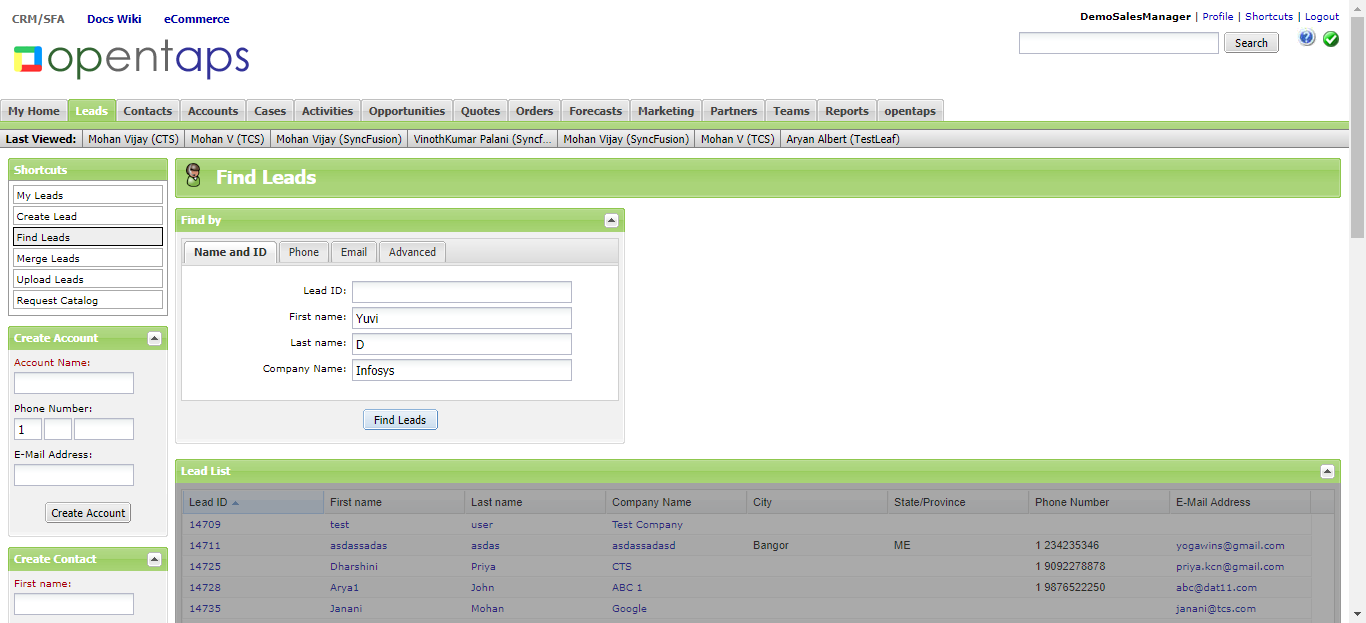 CRM/SFA Docs Wiki eCommerce
DemoSalesManager | Profile | Shortcuts | Logout
opentaps
Search
My Home Leads Contacts Accounts Cases Activities Opportunities Quotes Orders Forecasts Marketing Partners Teams Reports opentaps
Last Viewed: Mohan Vijay (CTS) Mohan V (TCS) Mohan Vijay (SyncFusion) VinothKumar Palani (Syncf... Mohan Vijay (SyncFusion) Mohan V (TCS) Aryan Albert (TestLeaf)
Shortcuts
My Leads
Create Lead
Find Leads
Merge Leads
Upload Leads
Request Catalog
Create Account
Account Name:
Phone Number:
1
E-Mail Address:
Create Account
Create Contact
First name:
Find Leads
Find by
Name and ID Phone Email Advanced
Lead ID:
First name: Yuvi
Last name: D
Company Name: Infosys
Find Leads
Lead List
Lead ID First name Last name Company Name City State/Province Phone Number E-Mail Address
14709 test user Test Company
14711 asdassadas asdas asdassadasd Bangor ME 1 234235346 yogawins@gmail.com
14725 Dharshini Priya CTS 1 9092278878 priya.kcn@gmail.com
14728 Arya1 John ABC 1 1 9876522250 abc@dat11.com
14735 Janani Mohan Google janani@tcs.com